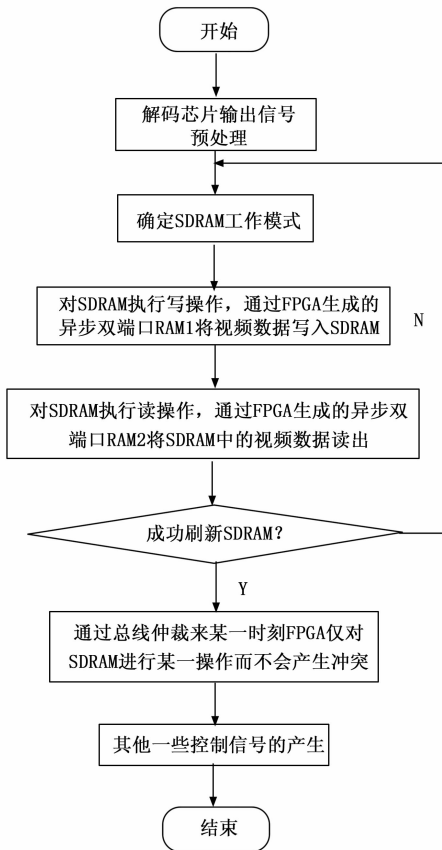 开始
解码芯片输出信号
预处理
确定SDRAM工作模式
对SDRAM执行写操作，通过FPGA生成的
异步双端口RAM1将视频数据写入SDRAM
N
对SDRAM执行读操作，通过FPGA生成的异步双
端口RAM2将SDRAM中的视频数据读出
成功刷新SDRAM?
Y
通过总线仲裁来某一时刻FPGA仅对
SDRAM进行某一操作而不会产生冲突
其他一些控制信号的产生
结束